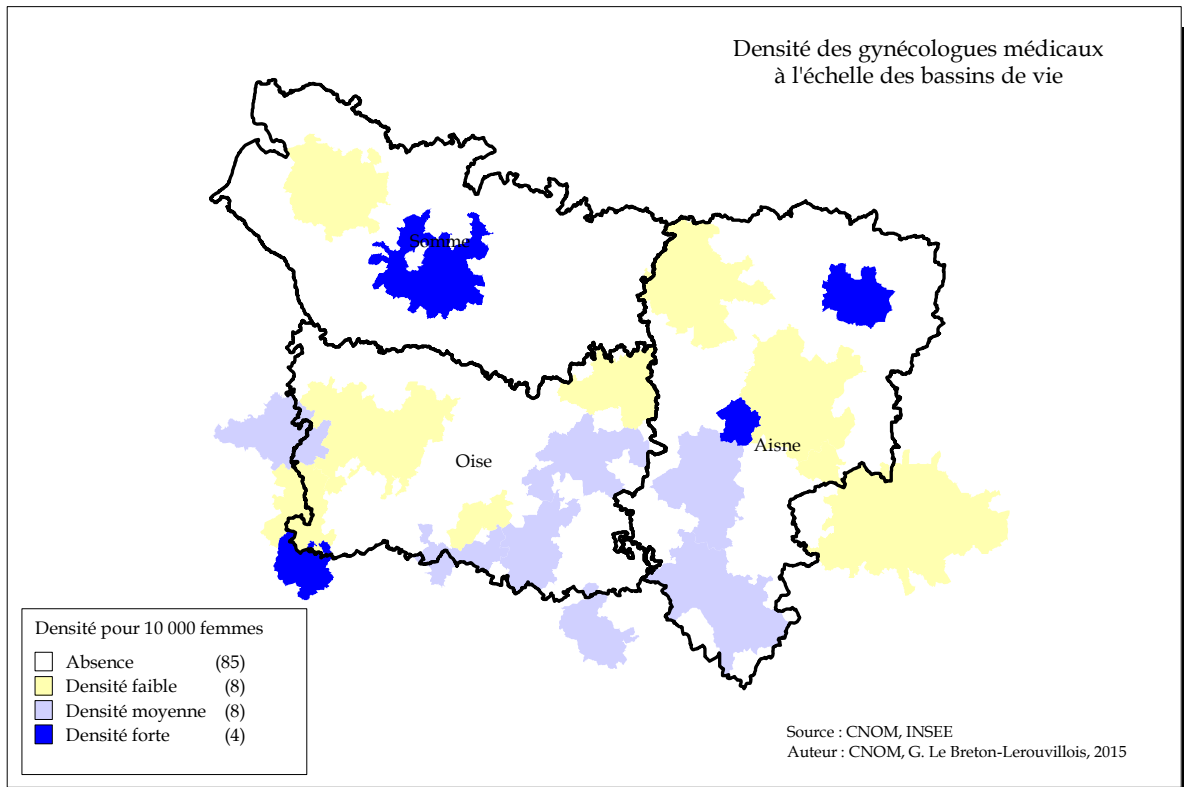 Densité des gynécologues médicaux
à l'échelle des bassins de vie
Somme
Oise
Aisne
Densité pour 10 000 femmes
Absence (85)
Densité faible (8)
Densité moyenne (8)
Densité forte (4)
Source : CNOM, INSEE
Auteur : CNOM, G. Le Breton-Lerouvillois, 2015